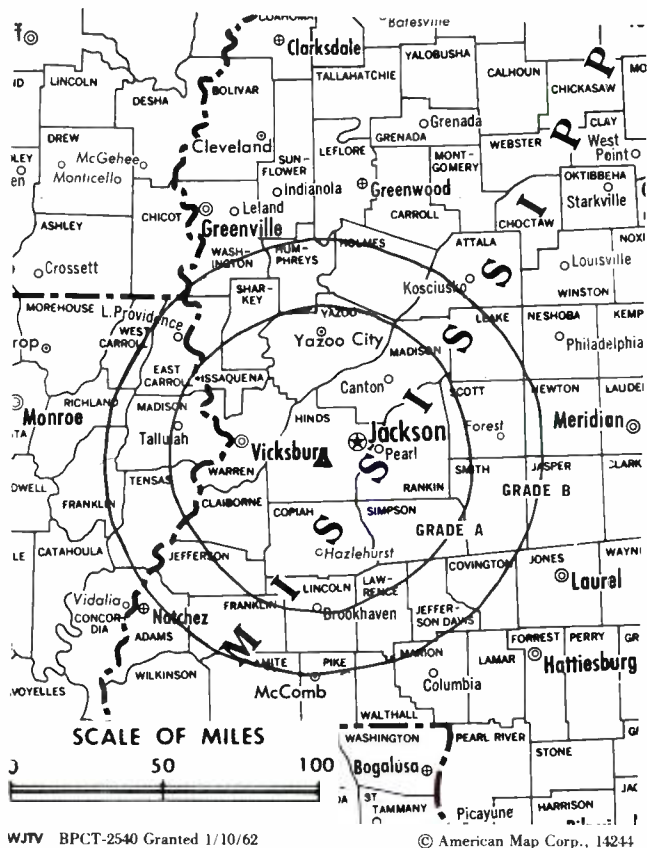 COAHOMA
Batesville
Clarksdale
YALOBUSHA
TALLAHATCHIE
CALHOUN
CHICKASAW
LINCOLN
DESHA
BOLIVAR
P
MO
Cleveland
Grenada
GRENADA
CLAY
WEBSTER
P
West
Point
DREW
McGehee
Monticello
SUN-
FLOWER
LEFLORE
MONT-
GOMERY
Indianola
Greenwood
OKTIBBEHA
Starkville
CHICOT
Leland
CARROLL
CHOCTAW
I
ASHLEY
Greenville
HOLMES
ATTALA
NOXI
WASH-
INGTON
HUM-
PHREYS
Crossett
Kosciusko
S
Louisville
WINSTON
SHAR-
KEY
MOREHOUSE
L. Providence
YAZOO
LEAKE
NESHOBA
KEMP
WEST
CARROLL
Yazoo City
S
Philadelphia
MADISON
EAST
CARROLL
ISSAQUENA
Canton
SCOTT
NEWTON
LAUDE
RICHLAND
MADISON
I
Monroe
HINDS
Tallulah
Vicksburg
Jackson
Forest
Meridian
Pearl
WARREN
S
SMITH
JASPER
CLARK
TENSAS
RANKIN
GRADE B
FRANKLIN
CLAIBORNE
COPIAH
SIMPSON
S
GRADE A
CATAHOULA
JEFFERSON
Hazlehurst
COVINGTON
JONES
WAYN
LINCOLN
LAW-
RENCE
I
Laurel
Vidalia
Natchez
FRANKLIN
Brookhaven
JEFFER-
SON DAVIS
CONCOR-
DIA
ADAMS
M
FORREST
PERRY
GR
AMITE
PIKE
MARION
LAMAR
Hattiesburg
AVOYELLES
WILKINSON
McComb
Columbia
WALTHALL
SCALE OF MILES
WASHINGTON
PEARL RIVER
STONE
0 50 100
Bogalusa
ST
TAMMANY
Picayune
HARRISON
JAC
WJTV BPCT-2540 Granted 1/10/62
© American Map Corp., 14244